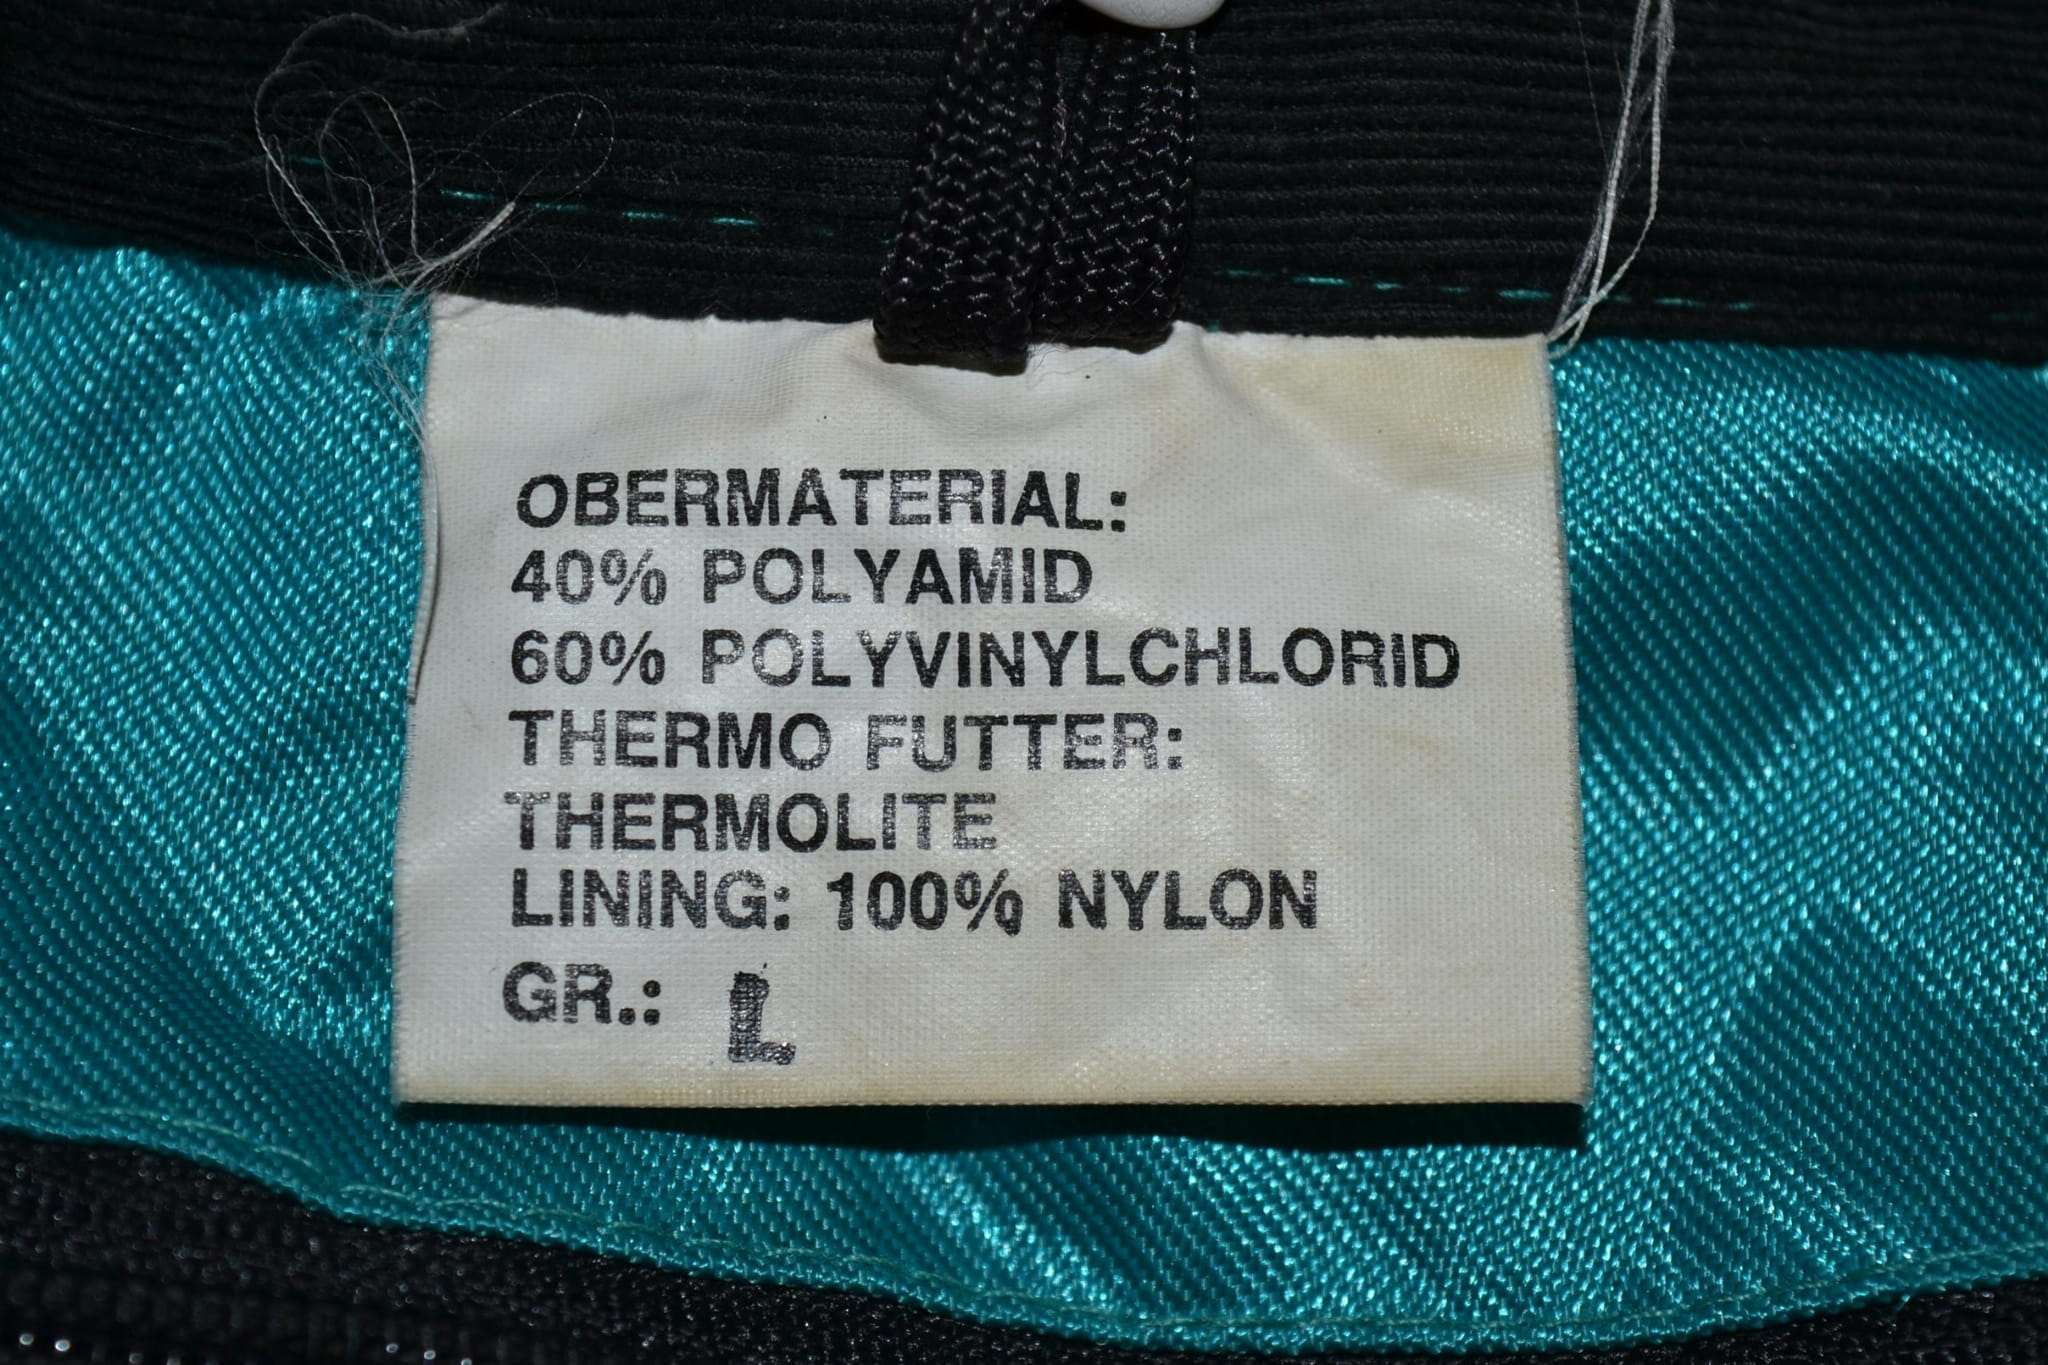 OBERMATERIAL:
40% POLYAMID
60% POLYVINYLCHLORID
THERMO FUTTER:
THERMOLITE
LINING: 100% NYLON
GR.: L